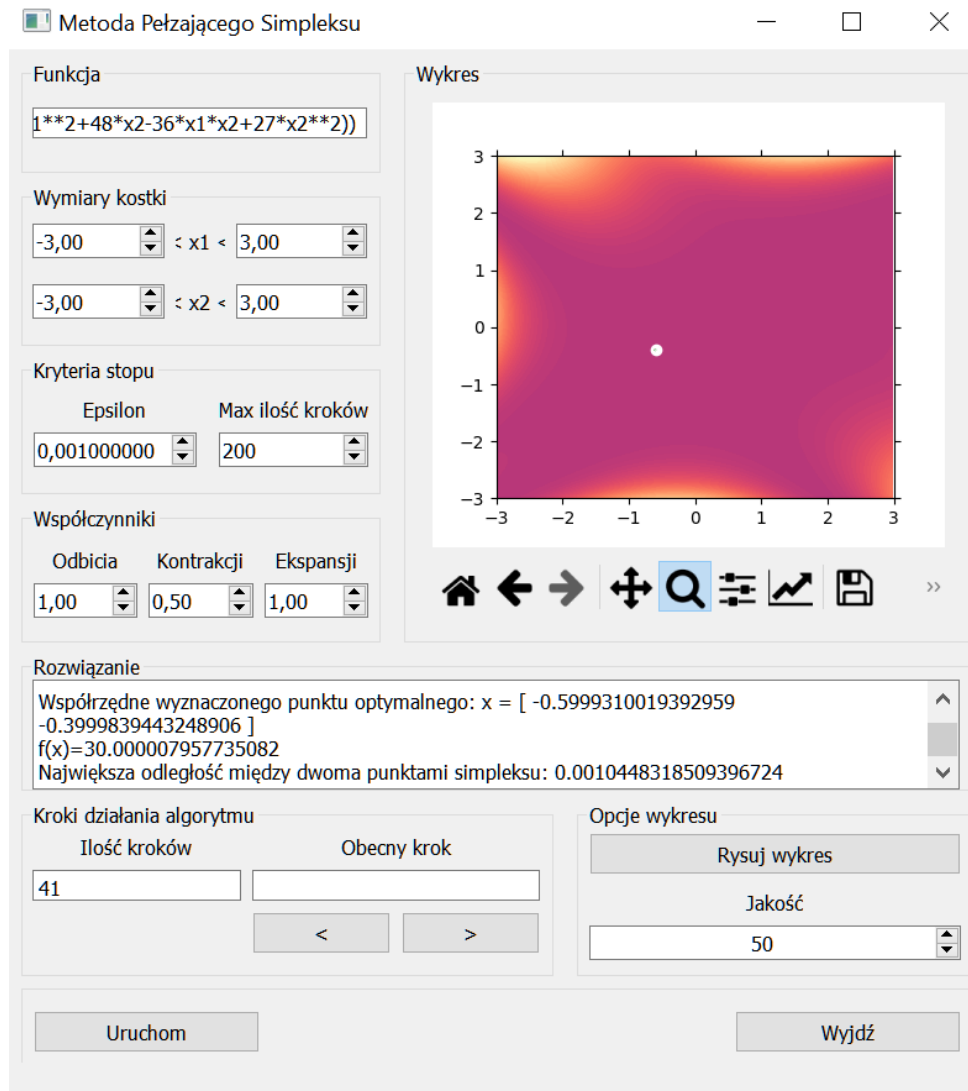 Metoda Pełzającego Simpleksu
Funkcja
1**2+48*x2-36*x1*x2+27*x2**2))
Wymiary kostki
-3,00 < x1 < 3,00
-3,00 < x2 < 3,00
Kryteria stopu
Epsilon Max ilość kroków
0,001000000 200
Współczynniki
Odbicia Kontrakcji Ekspansji
1,00 0,50 1,00
Wykres
3
2
1
0
−1
−2
−3
−3 −2 −1 0 1 2 3
Rozwiązanie
Współrzędne wyznaczonego punktu optymalnego: x = [ -0.5999310019392959
-0.3999839443248906 ]
f(x)=30.000007957735082
Największa odległość między dwoma punktami simpleksu: 0.0010448318509396724
Kroki działania algorytmu
Ilość kroków Obecny krok
41
< >
Opcje wykresu
Rysuj wykres
Jakość
50
Uruchom Wyjdź